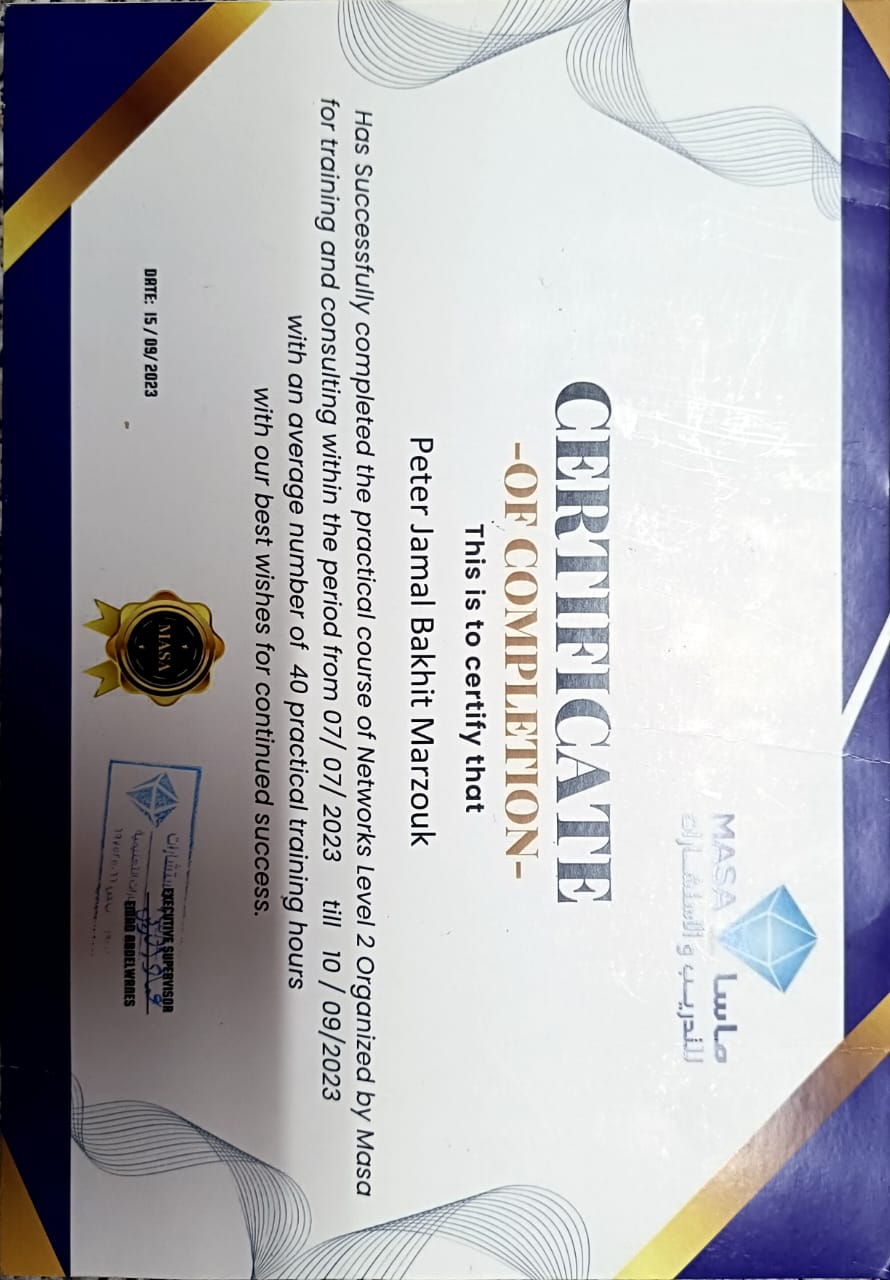 MASA ماسا
للتدريب و الاستشارات
CERTIFICATE
-OF COMPLETION-
This is to certify that
Peter Jamal Bakhit Marzouk
Has Successfully completed the practical course of Networks Level 2 Organized by Masa
for training and consulting within the period from 07/ 07/ 2023 till 10 / 09/2023
with an average number of 40 practical training hours
with our best wishes for continued success.
MASA
DATE: 15 / 09 / 2023
EXECUTIVE SUPERVISOR
EMAD ABDELWANES